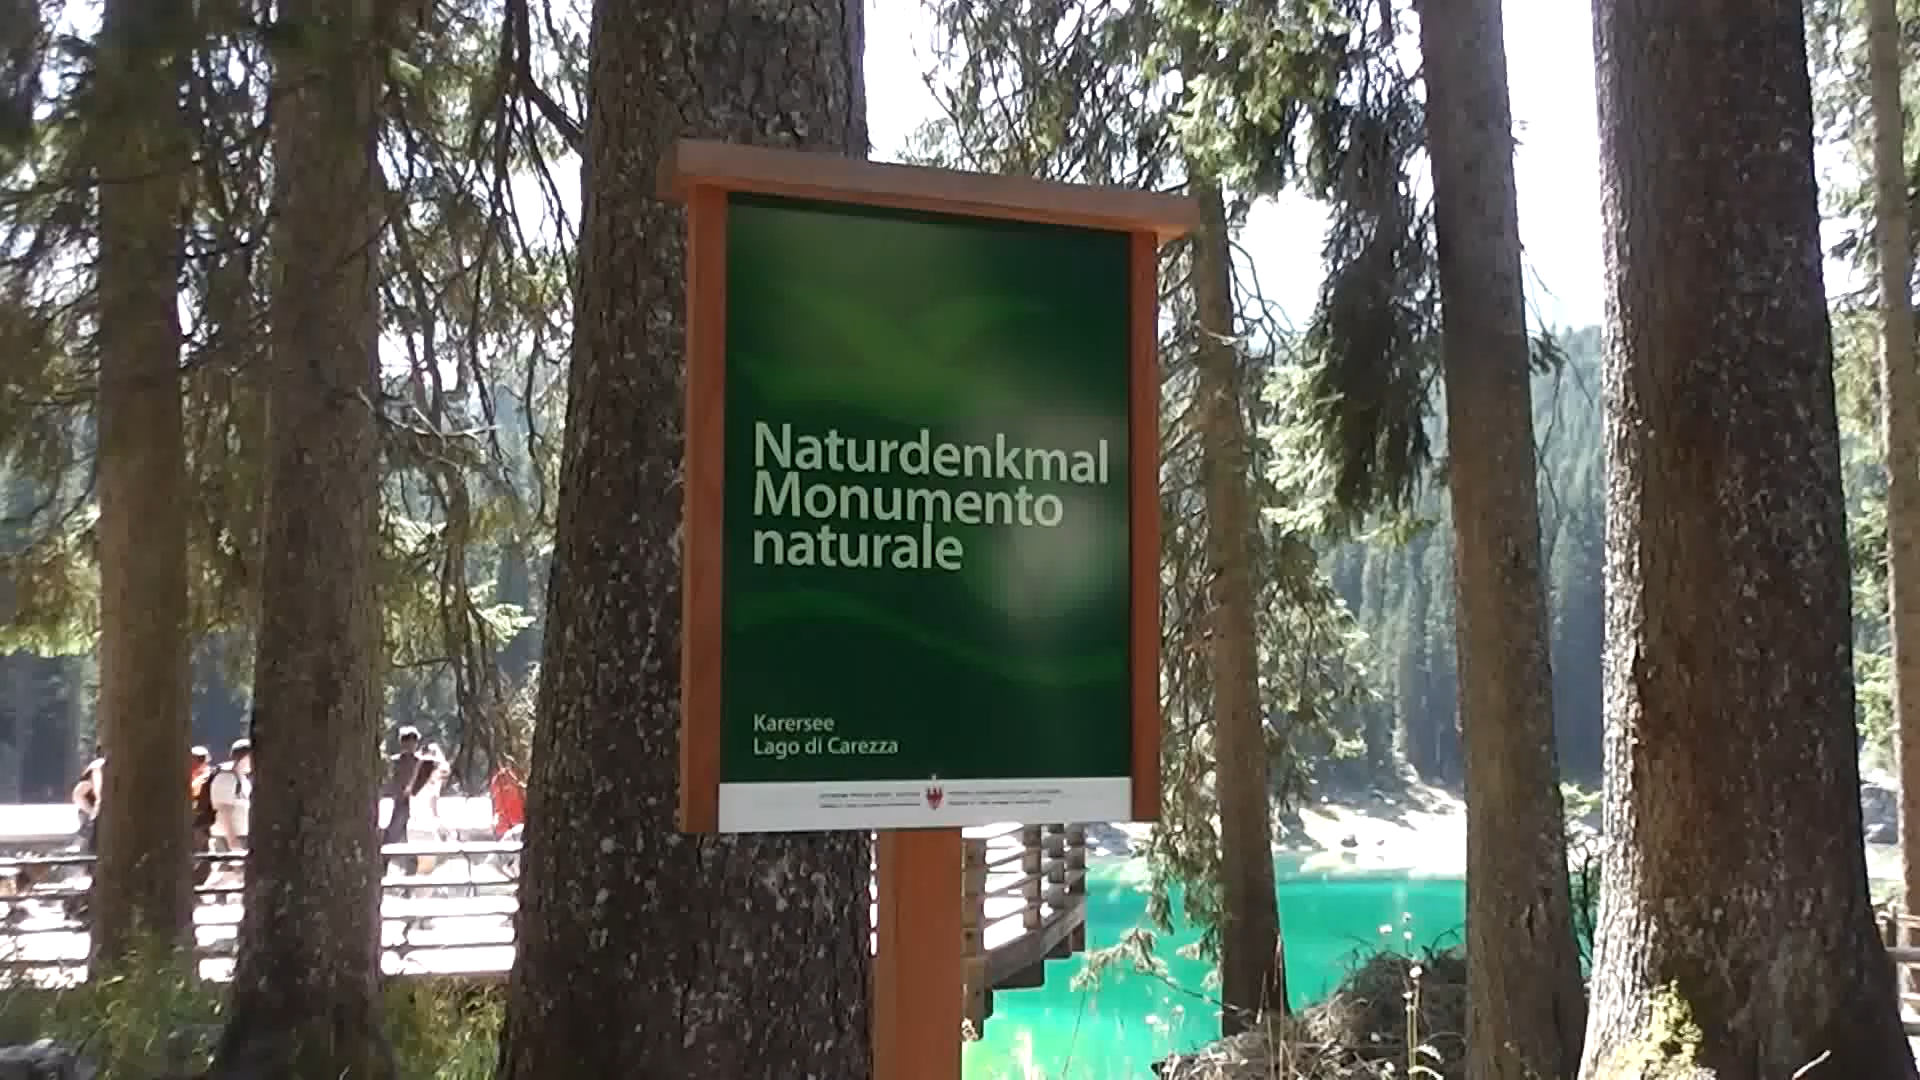 Naturdenkmal
Monumento
naturale
Karersee
Lago di Carezza